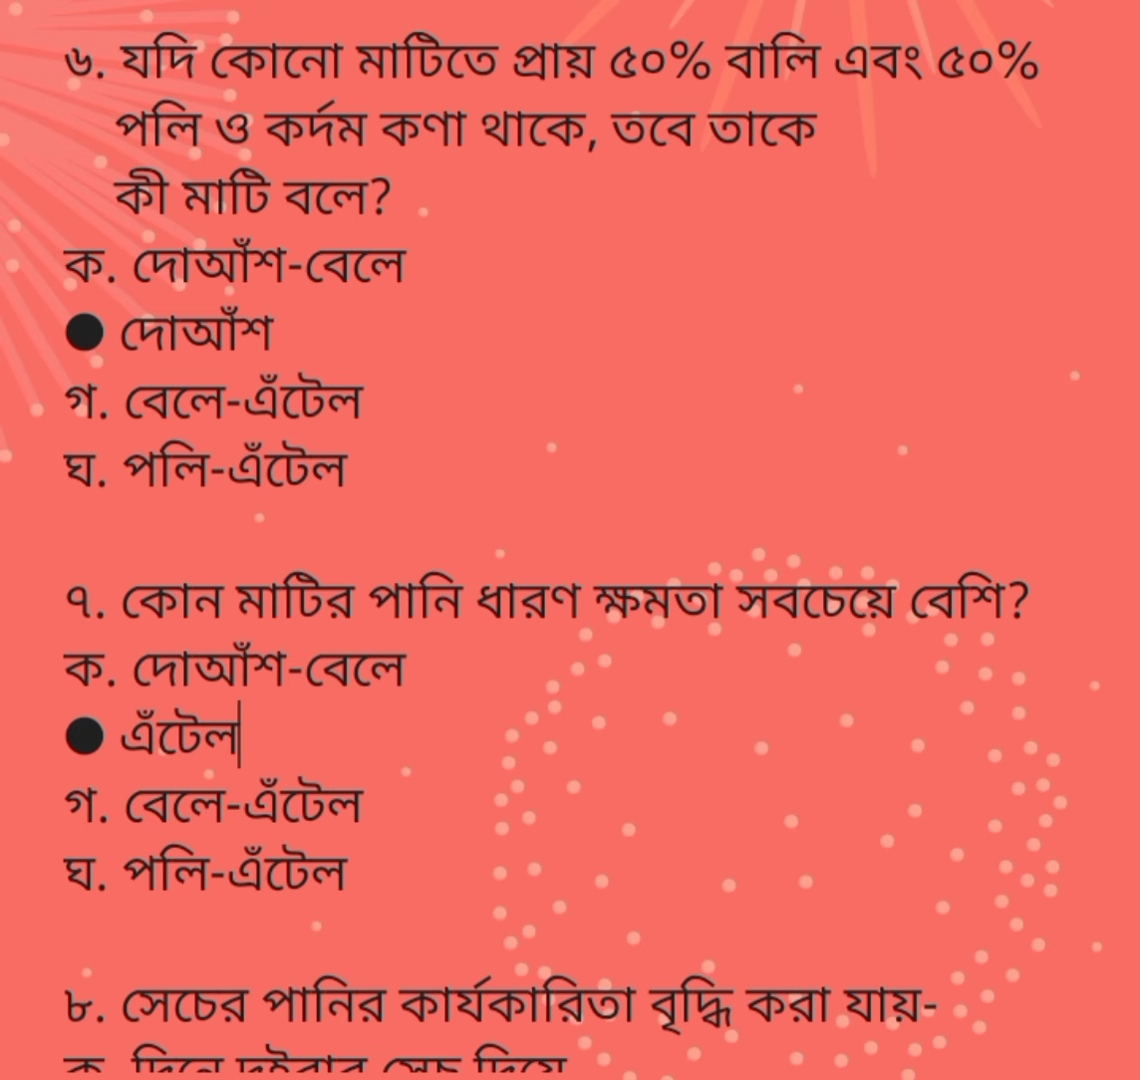 ৬. যদি কোনো মাটিতে প্রায় ৫০% বালি এবং ৫০%
পলি ও কর্দম কণা থাকে, তবে তাকে
কী মাটি বলে?
ক. দোআঁশ-বেলে
● দোআঁশ
গ. বেলে-এঁটেল
ঘ. পলি-এঁটেল
৭. কোন মাটির পানি ধারণ ক্ষমতা সবচেয়ে বেশি?
ক. দোআঁশ-বেলে
● এঁটেল
গ. বেলে-এঁটেল
ঘ. পলি-এঁটেল
৮. সেচের পানির কার্যকারিতা বৃদ্ধি করা যায়-
ক. দিনে দুইবার সেচ দিয়ে